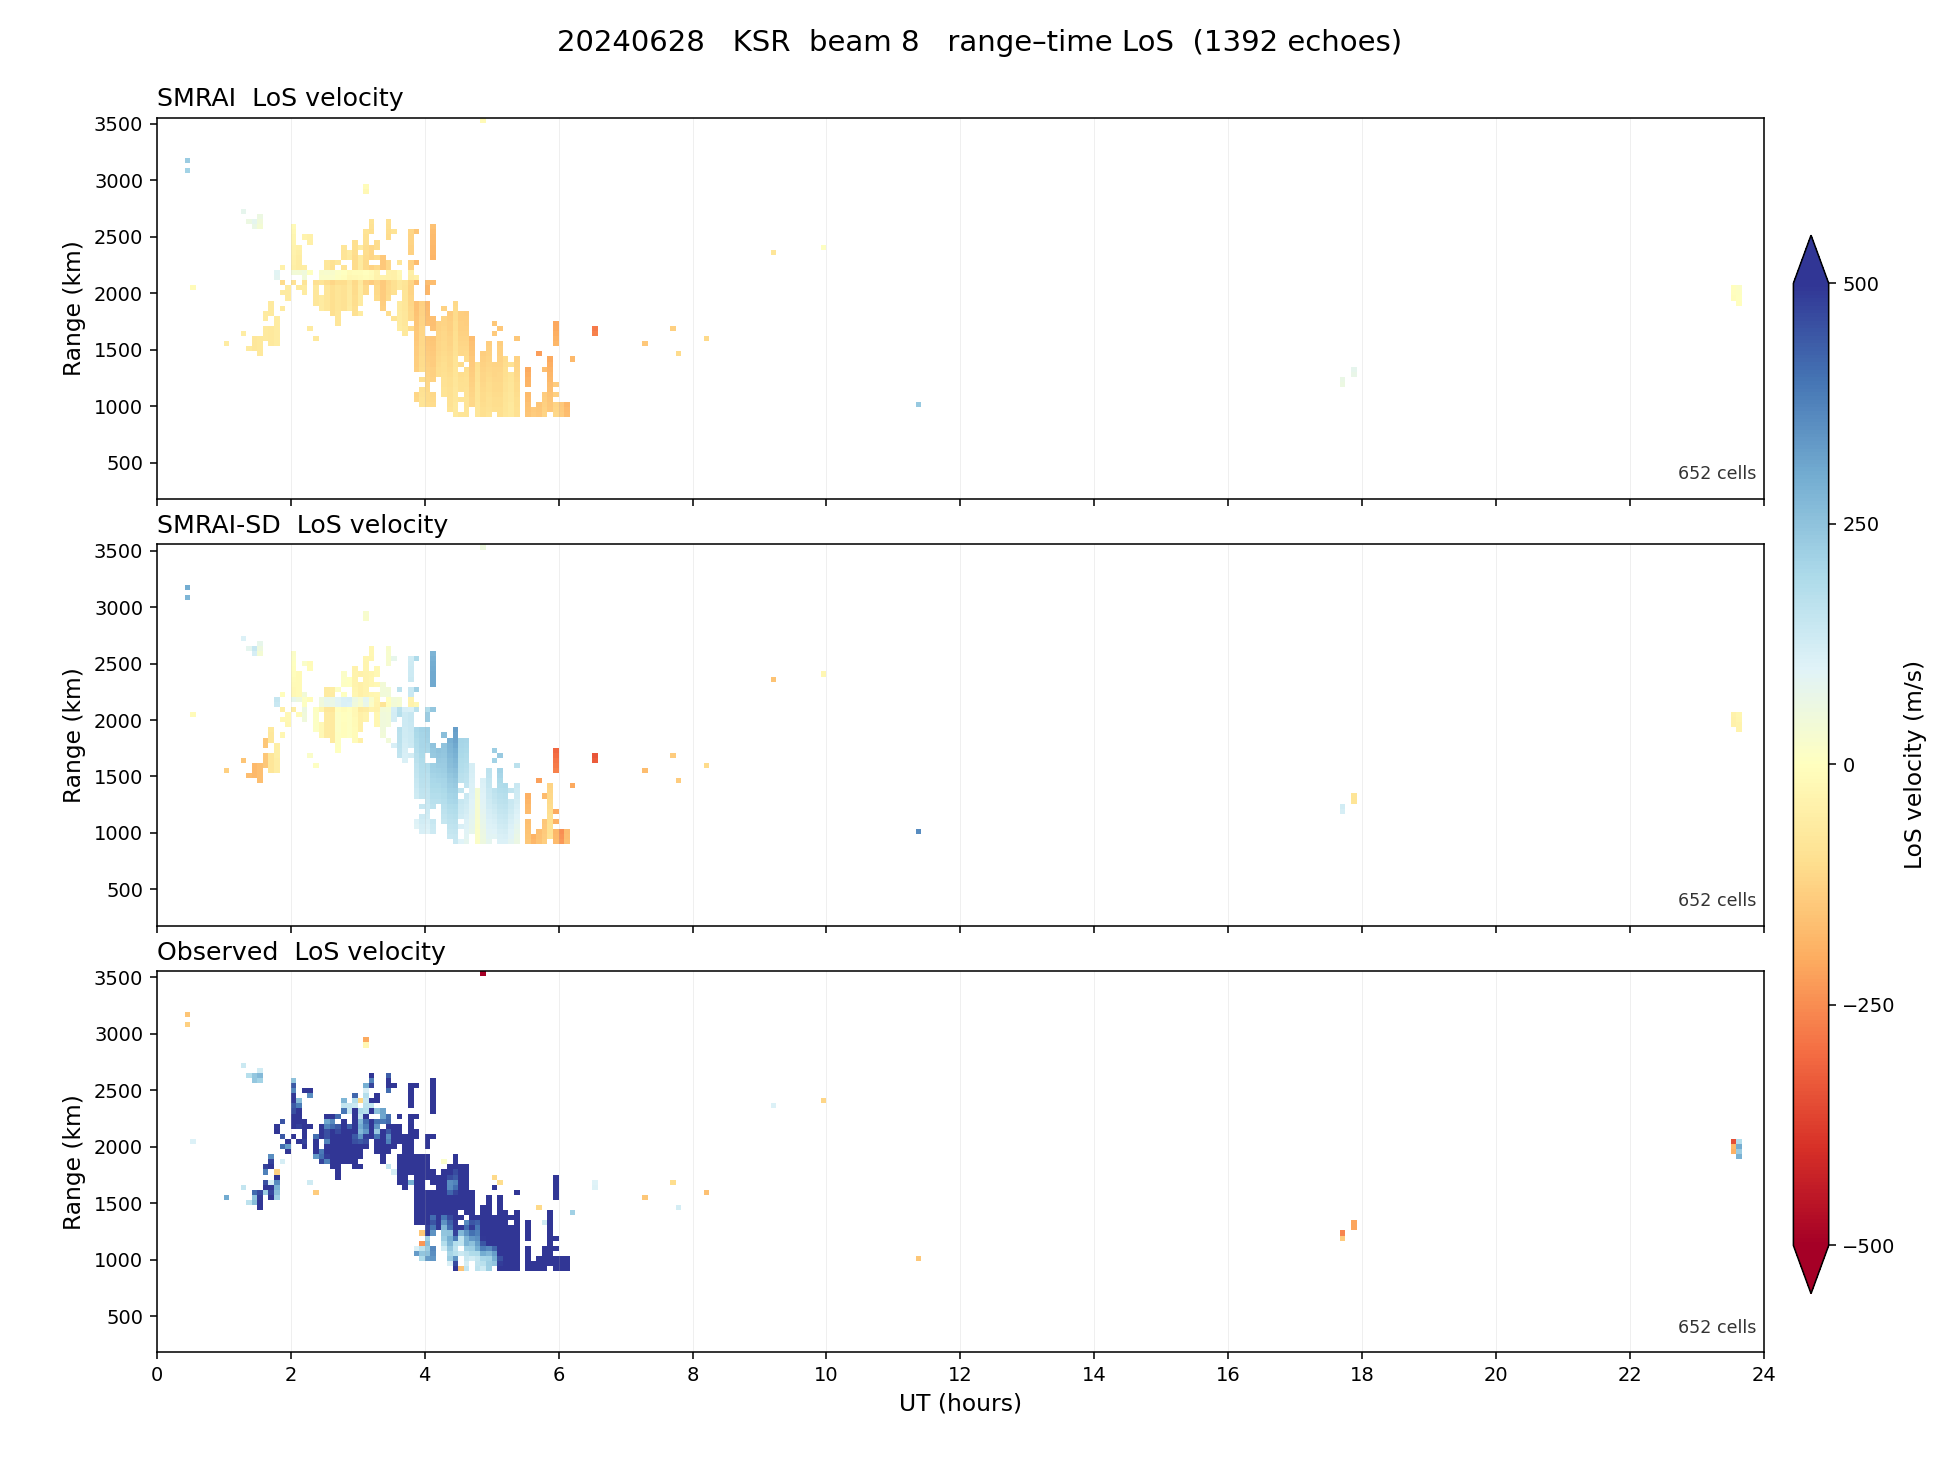 20240628   KSR  beam 8   range–time LoS  (1392 echoes)
SMRAI  LoS velocity
3500
3000
2500
2000
1500
1000
500
Range (km)
652 cells
SMRAI-SD  LoS velocity
3500
3000
2500
2000
1500
1000
500
Range (km)
652 cells
Observed  LoS velocity
3500
3000
2500
2000
1500
1000
500
Range (km)
652 cells
0 2 4 6 8 10 12 14 16 18 20 22 24
UT (hours)
500
250
0
−250
−500
LoS velocity (m/s)